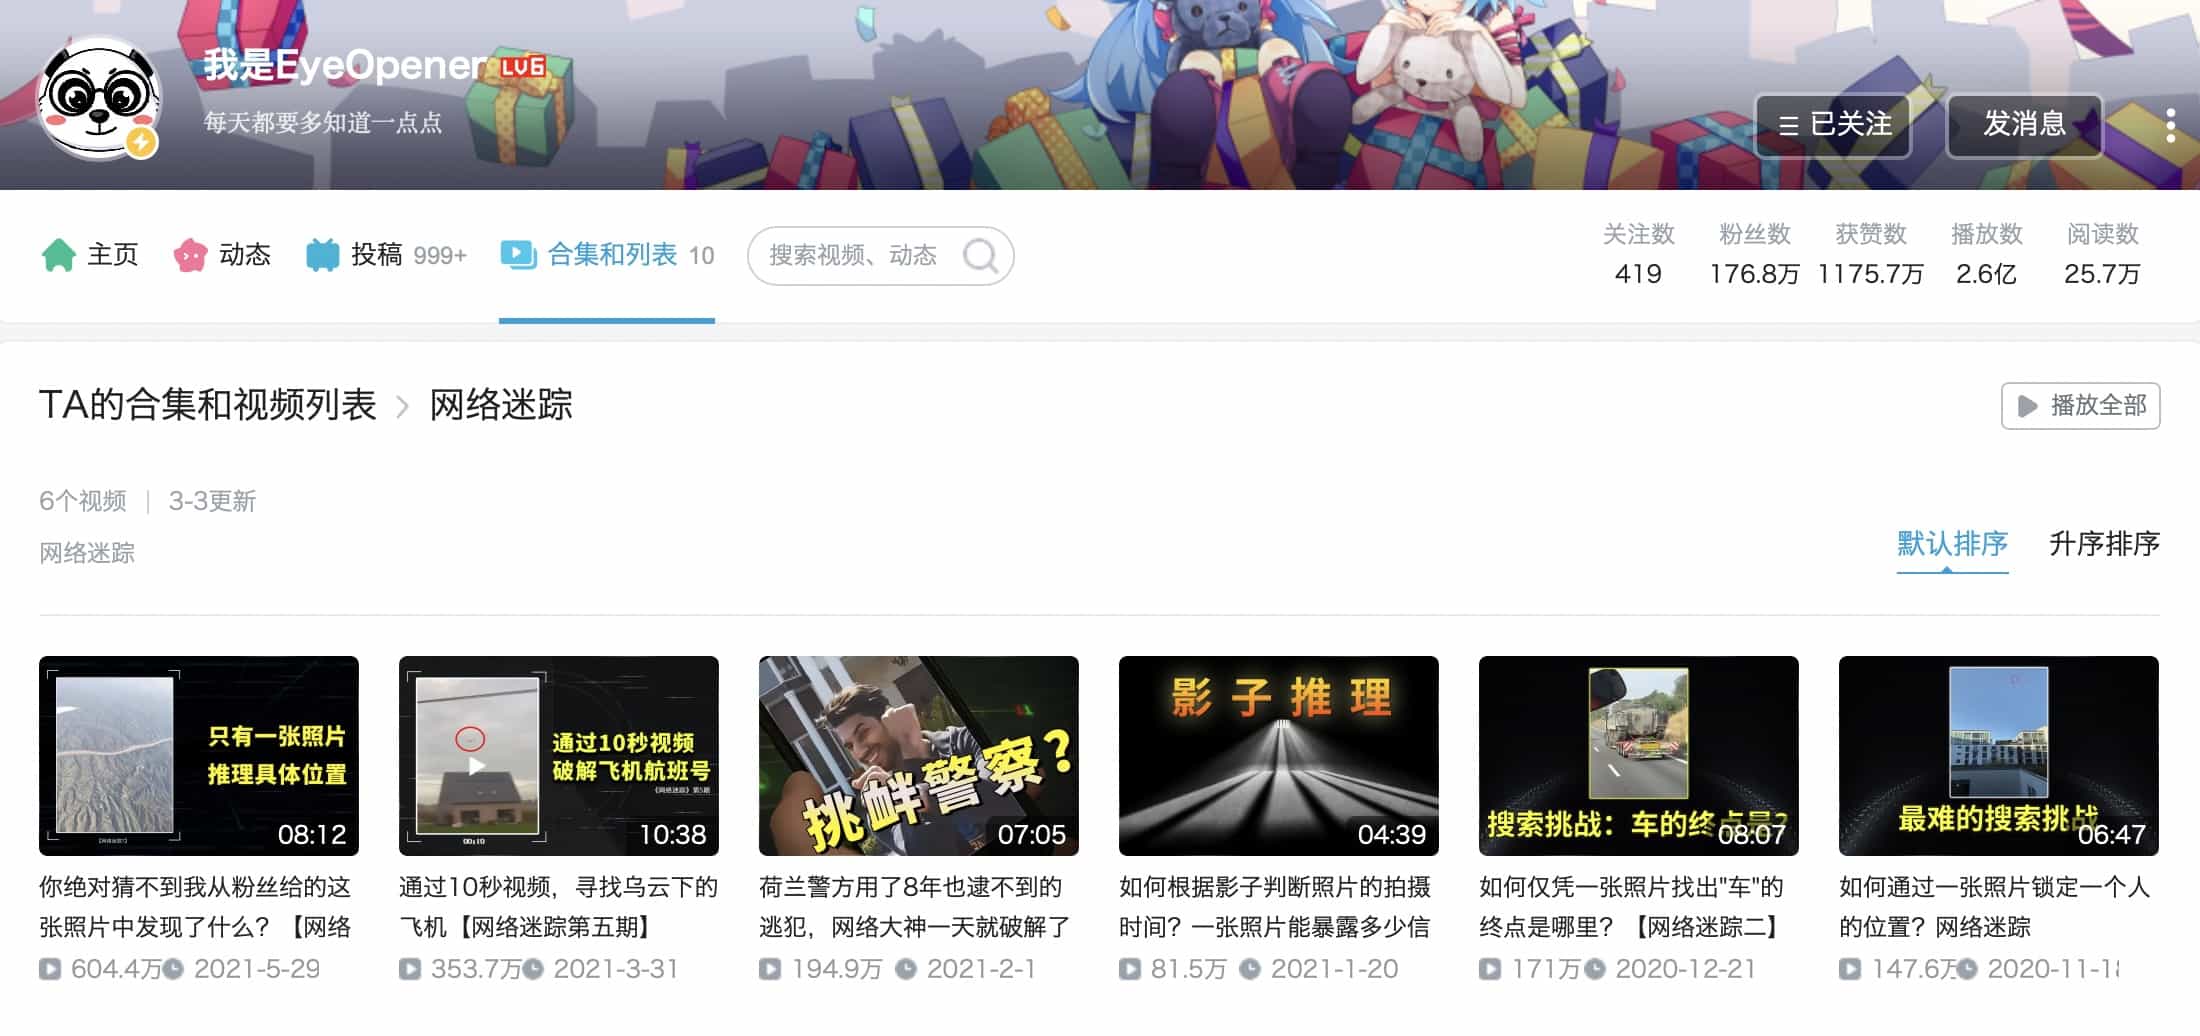 我是EyeOpener LV6
每天都要多知道一点点
已关注
发消息
主页
动态
投稿 999+
合集和列表 10
搜索视频、动态
关注数 粉丝数 获赞数 播放数 阅读数
419 176.8万 1175.7万 2.6亿 25.7万
TA的合集和视频列表 > 网络迷踪
播放全部
6个视频 | 3-3更新
网络迷踪
默认排序 升序排序
只有一张照片
推理具体位置
08:12
你绝对猜不到我从粉丝给的这
张照片中发现了什么？【网络
604.4万 2021-5-29
通过10秒视频
破解飞机航班号
《网络迷踪》第5期
00:10
10:38
通过10秒视频，寻找乌云下的
飞机【网络迷踪第五期】
353.7万 2021-3-31
挑衅警察?
07:05
荷兰警方用了8年也逮不到的
逃犯，网络大神一天就破解了
194.9万 2021-2-1
影子推理
04:39
如何根据影子判断照片的拍摄
时间？一张照片能暴露多少信
81.5万 2021-1-20
搜索挑战：车的终点是?
08:07
如何仅凭一张照片找出"车"的
终点是哪里？【网络迷踪二】
171万 2020-12-21
最难的搜索挑战
06:47
如何通过一张照片锁定一个人
的位置？网络迷踪
147.6万 2020-11-18